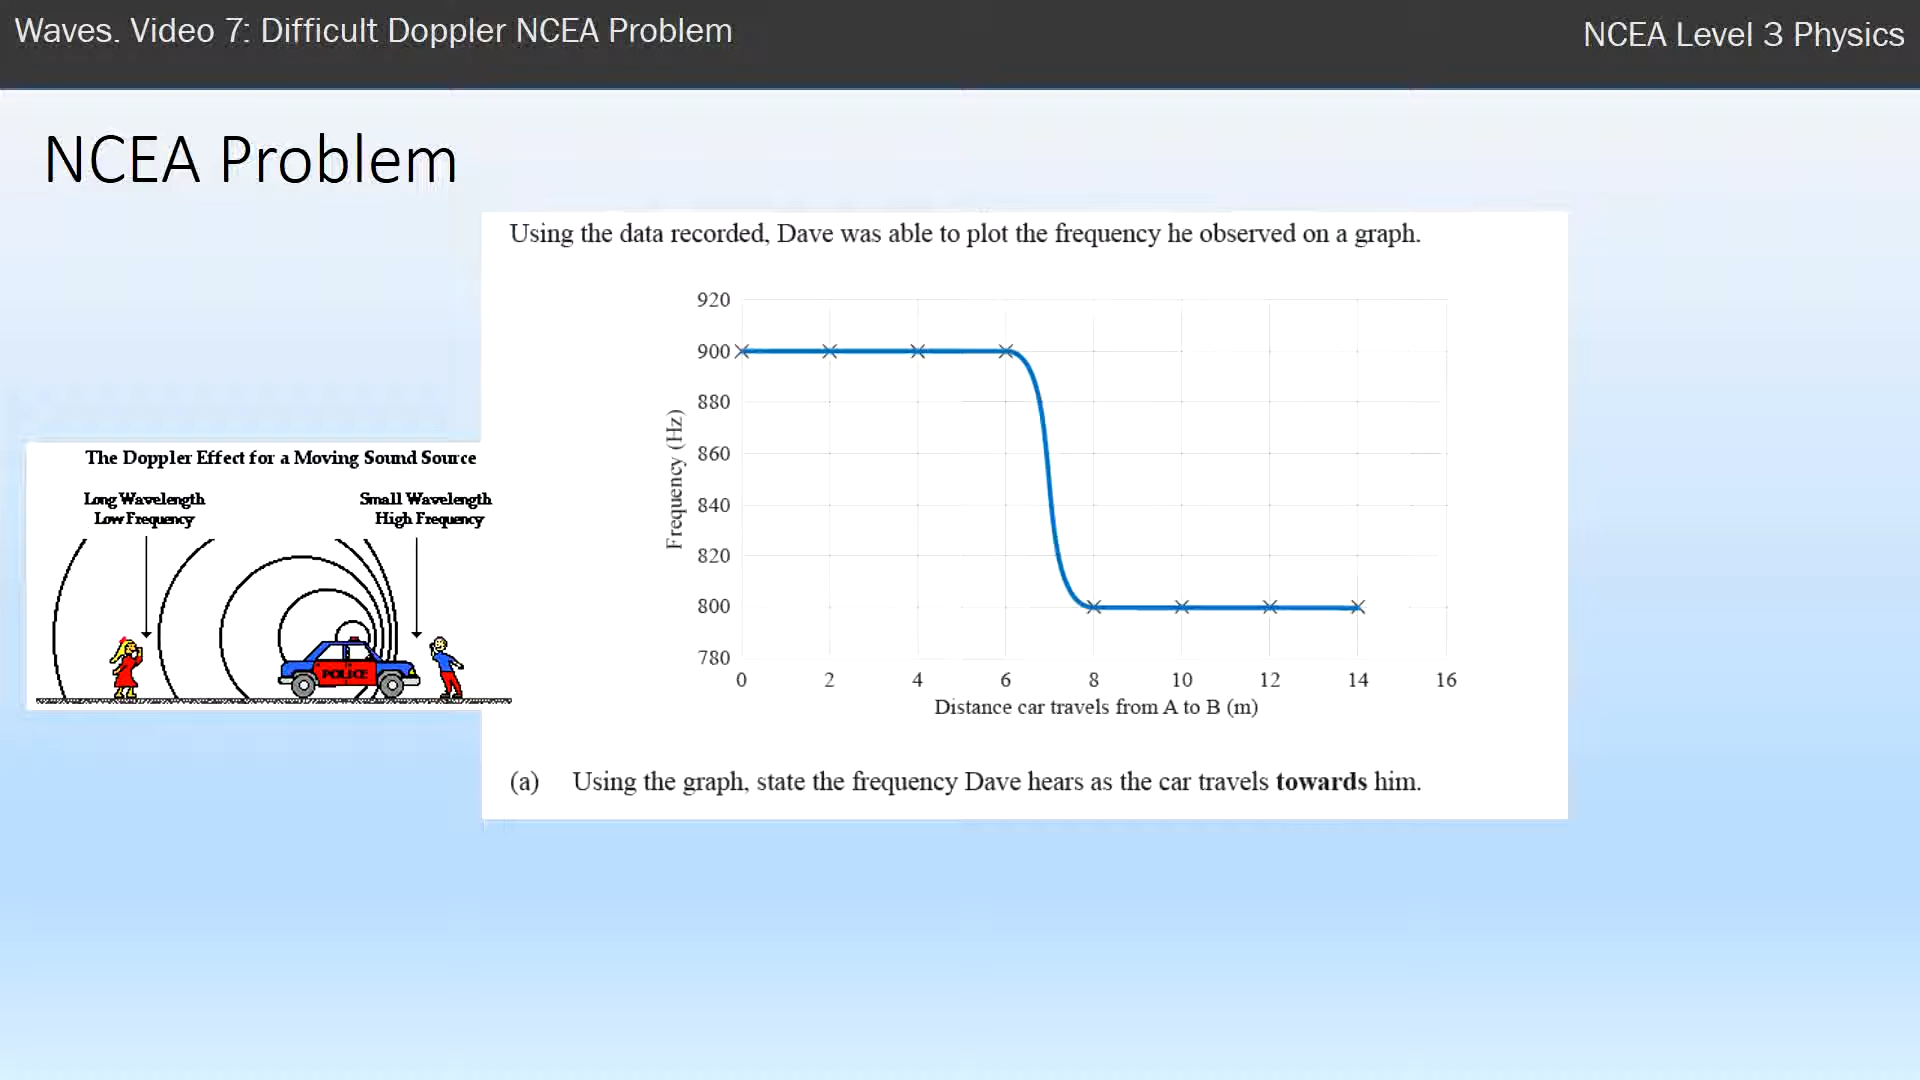 Waves. Video 7: Difficult Doppler NCEA Problem
NCEA Level 3 Physics
NCEA Problem
Using the data recorded, Dave was able to plot the frequency he observed on a graph.
920
900
880
860
840
820
800
780
Frequency (Hz)
0 2 4 6 8 10 12 14 16
Distance car travels from A to B (m)
The Doppler Effect for a Moving Sound Source
Long Wavelength
Low Frequency
Small Wavelength
High Frequency
POLICE
(a) Using the graph, state the frequency Dave hears as the car travels towards him.